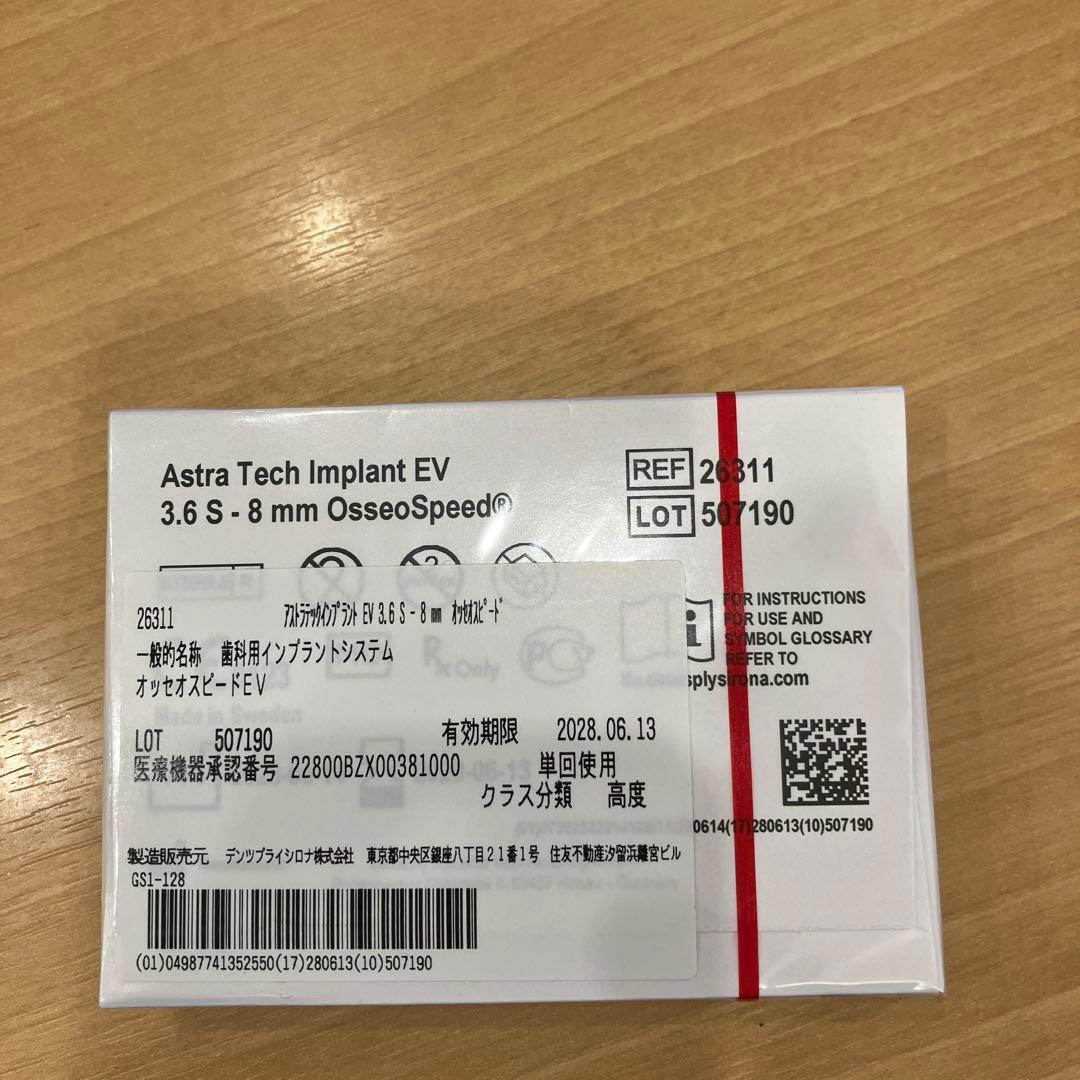 Astra Tech Implant EV
3.6 S - 8 mm OsseoSpeed®
REF 26311
LOT 507190
FOR INSTRUCTIONS
FOR USE AND
SYMBOL GLOSSARY
REFER TO
splysirona.com
0614(17)280613(10)507190
STERILE R
Rx Only
Made in Sweden
26311 アストラテックインプラント EV 3.6 S - 8 mm オッセオスピード
一般的名称 歯科用インプラントシステム
オッセオスピードEV
LOT 507190 有効期限 2028.06.13
医療機器承認番号 22800BZX00381000 単回使用
クラス分類 高度
製造販売元 デンツプライシロナ株式会社 東京都中央区銀座八丁目21番1号 住友不動産汐留浜離宮ビル
GS1-128
(01)04987741352550(17)280613(10)507190